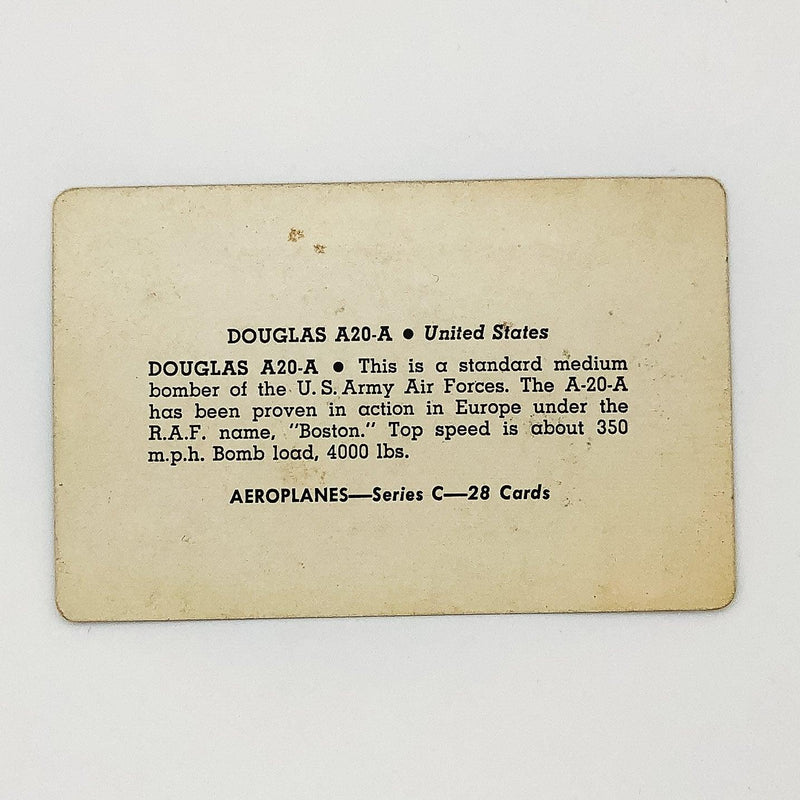 DOUGLAS A20-A ● United States
DOUGLAS A20-A ● This is a standard medium
bomber of the U. S. Army Air Forces. The A-20-A
has been proven in action in Europe under the
R.A.F. name, "Boston." Top speed is about 350
m.p.h. Bomb load, 4000 lbs.
AEROPLANES—Series C—28 Cards